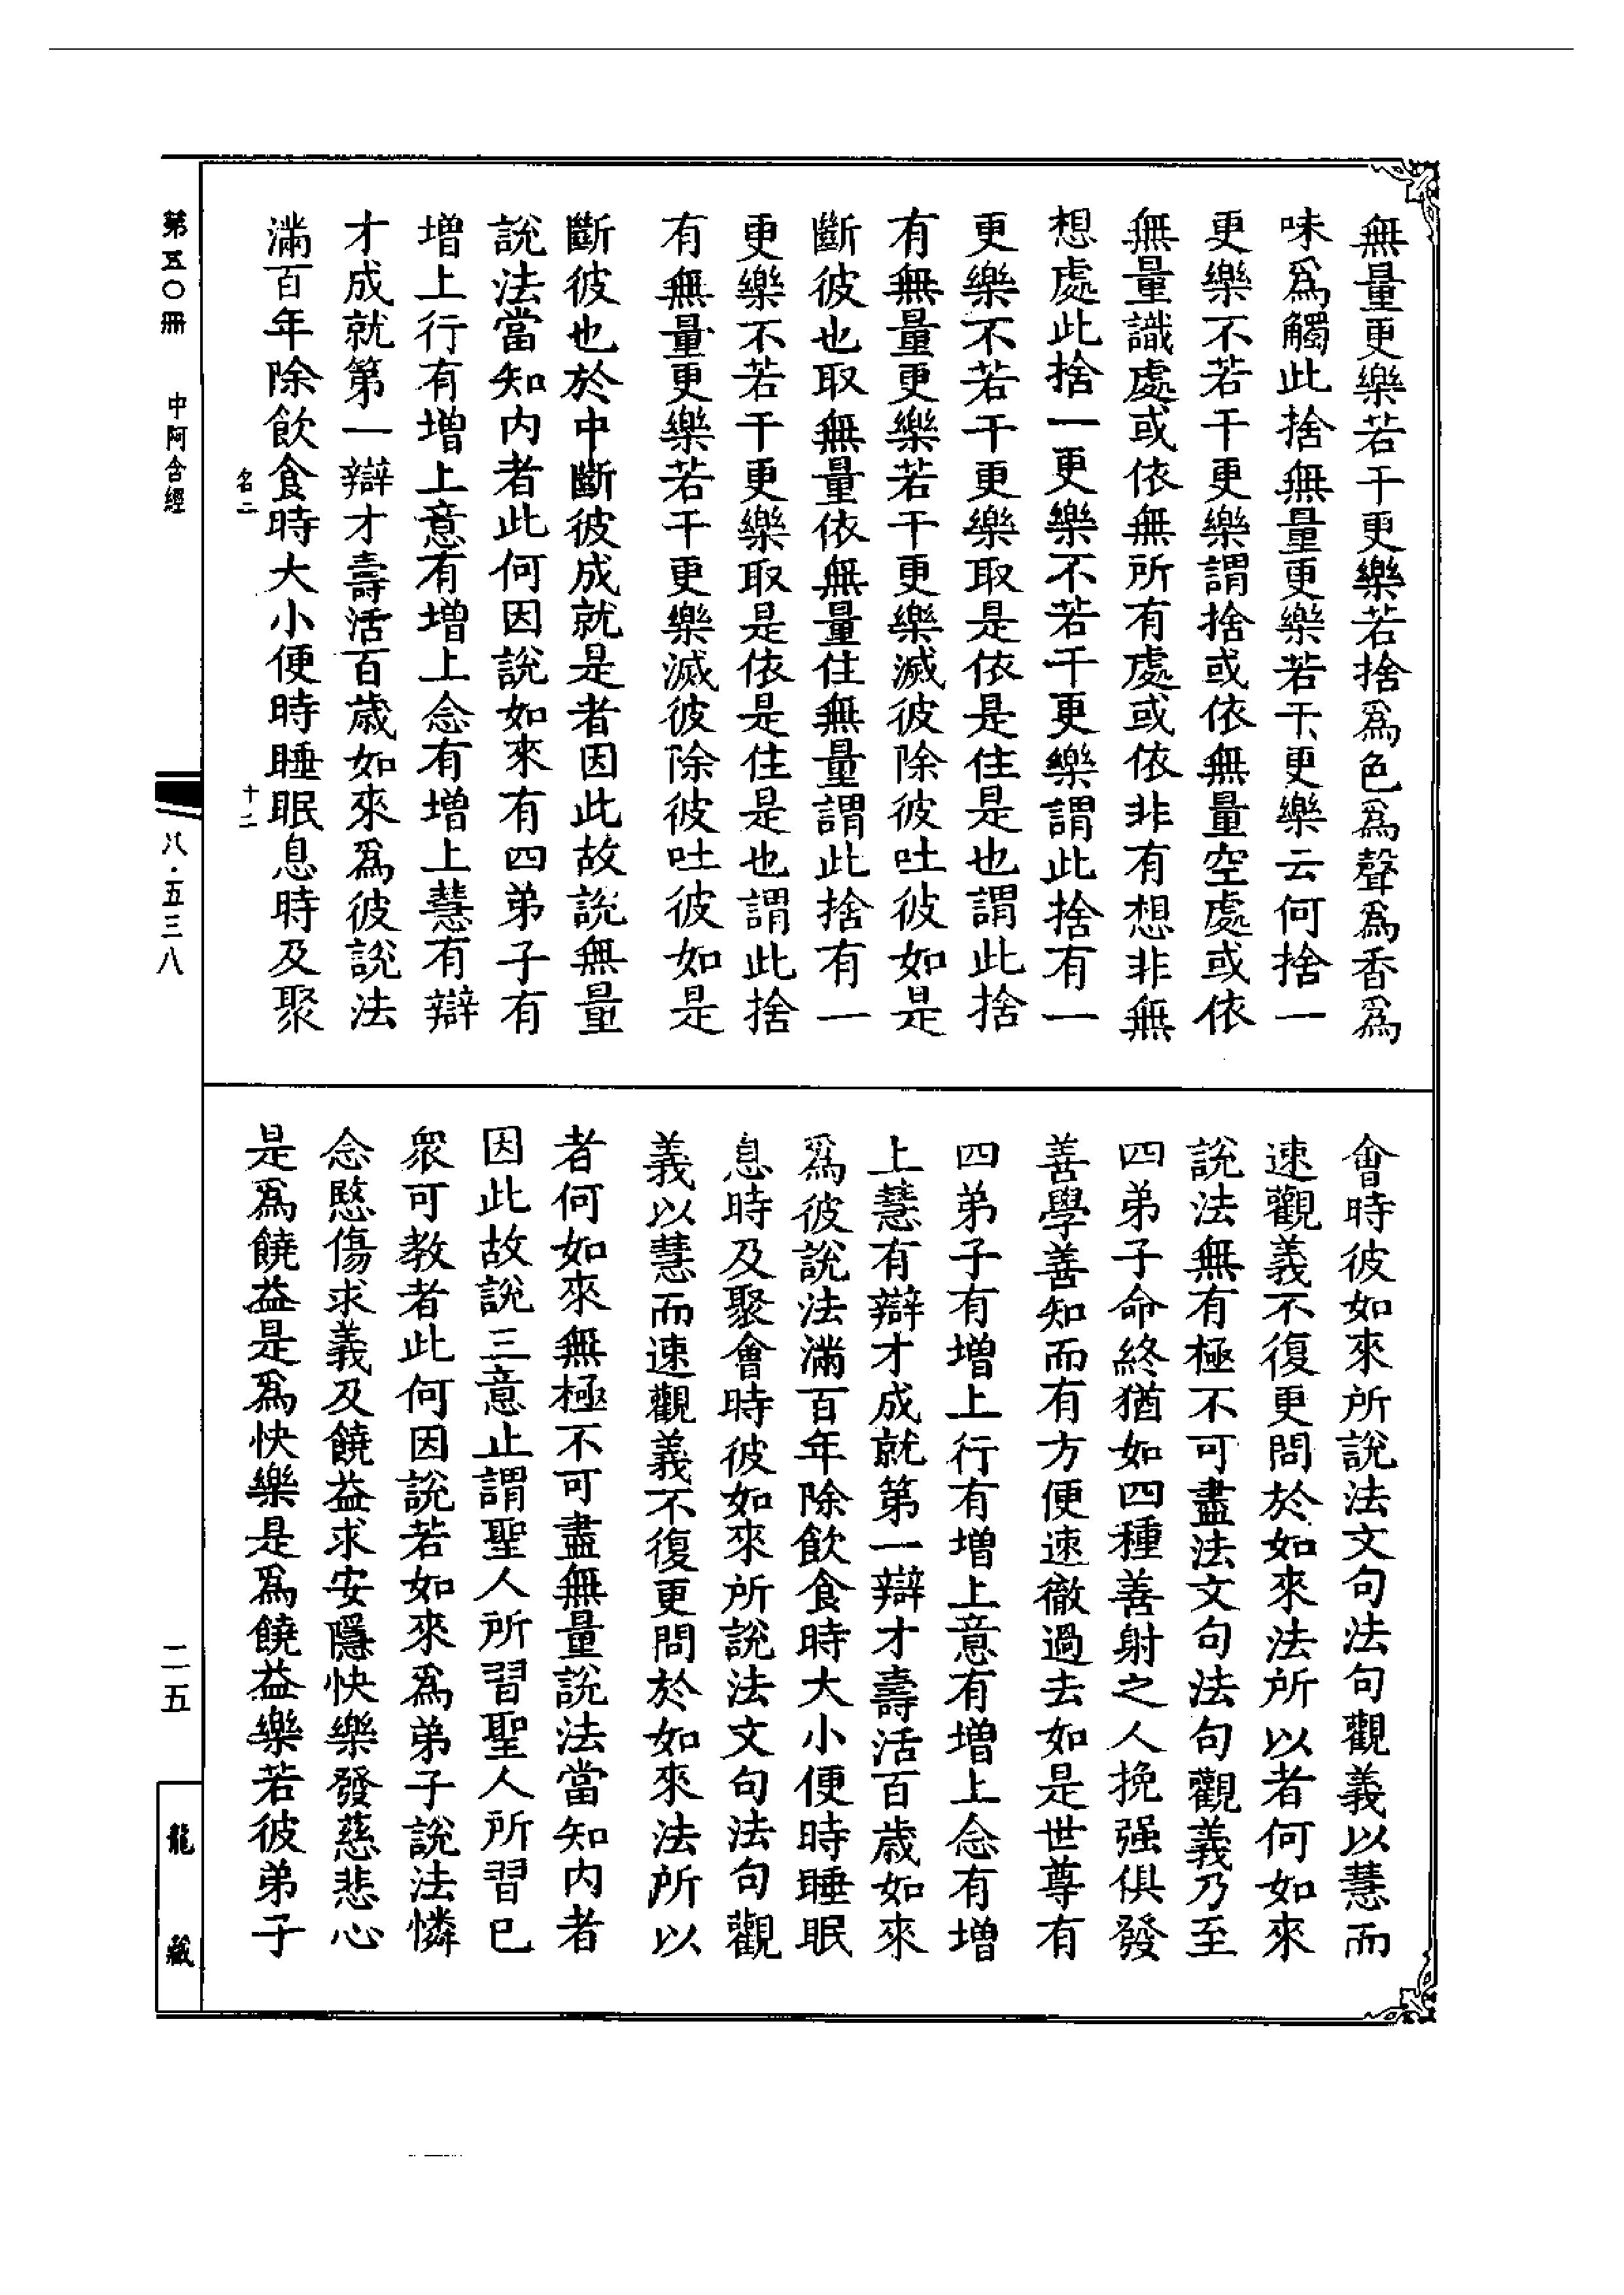 無量更樂若干更樂若捨爲色爲聲爲香爲
味爲觸此捨無量更樂若干更樂云何捨一
更樂不若干更樂謂捨或依無量空處或依
無量識處或依無所有處或依非有想非無
想處此捨一更樂不若干更樂謂此捨有一
更樂不若干更樂取是依是住是也謂此捨
有無量更樂若干更樂滅彼除彼吐彼如是
斷彼也取無量依無量住無量謂此捨有一
更樂不若干更樂取是依是住是也謂此捨
有無量更樂若干更樂滅彼除彼吐彼如是
斷彼也於中斷彼成就是者因此故說無量
說法當知內者此何因說如來有四弟子有
增上行有增上意有增上念有增上慧有辯
才成就第一辯才壽活百歲如來爲彼說法
滿百年除飲食時大小便時睡眠息時及聚
名二
十二
會時彼如來所說法文句法句觀義以慧而
速觀義不復更問於如來法所以者何如來
說法無有極不可盡法文句法句觀義乃至
四弟子命終猶如四種善射之人挽强俱發
善學善知而有方便速徹過去如是世尊有
四弟子有增上行有增上意有增上念有增
上慧有辯才成就第一辯才壽活百歲如來
爲彼說法滿百年除飲食時大小便時睡眠
息時及聚會時彼如來所說法文句法句觀
義以慧而速觀義不復更問於如來法所以
者何如來無極不可盡無量說法當知內者
因此故說三意止謂聖人所習聖人所習已
衆可教者此何因說若如來爲弟子說法憐
念愍傷求義及饒益求安隱快樂發慈悲心
是爲饒益是爲快樂是爲饒益樂若彼弟子
第五〇冊
中阿含經
八·五三八
二五
龍藏